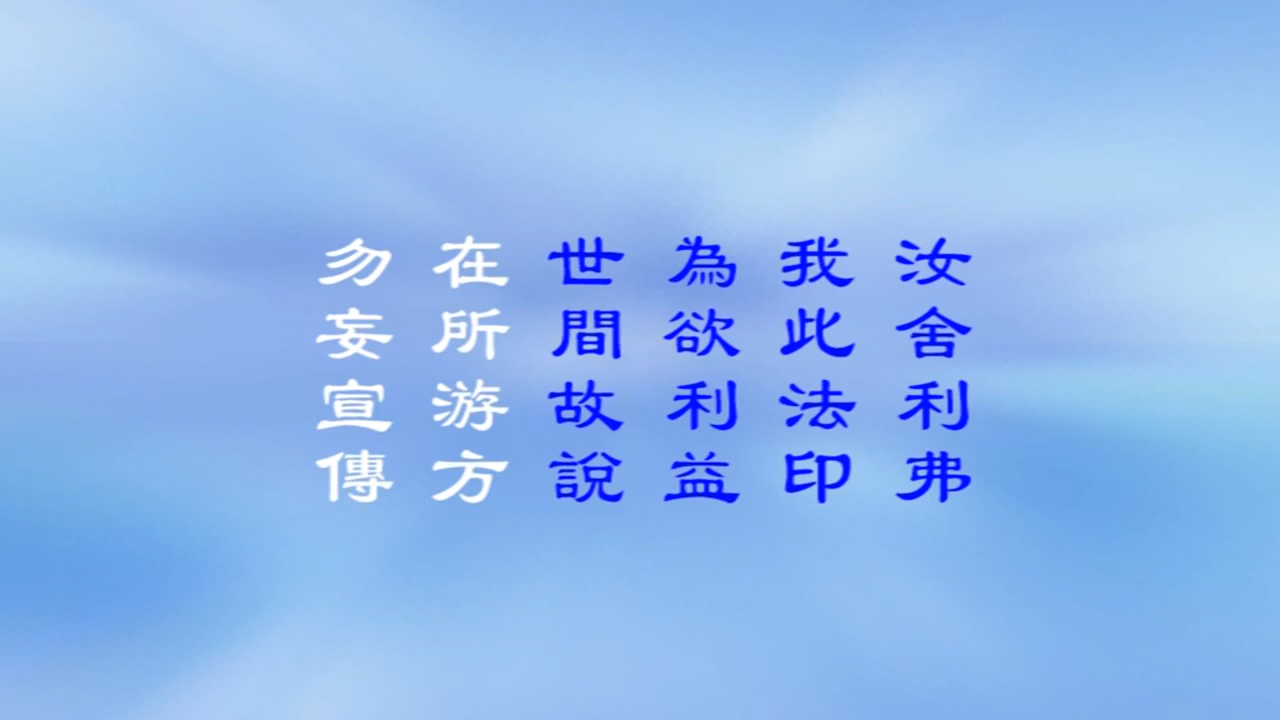 汝舍利弗
我此法印
為欲利益
世間故說
在所游方
勿妄宣傳